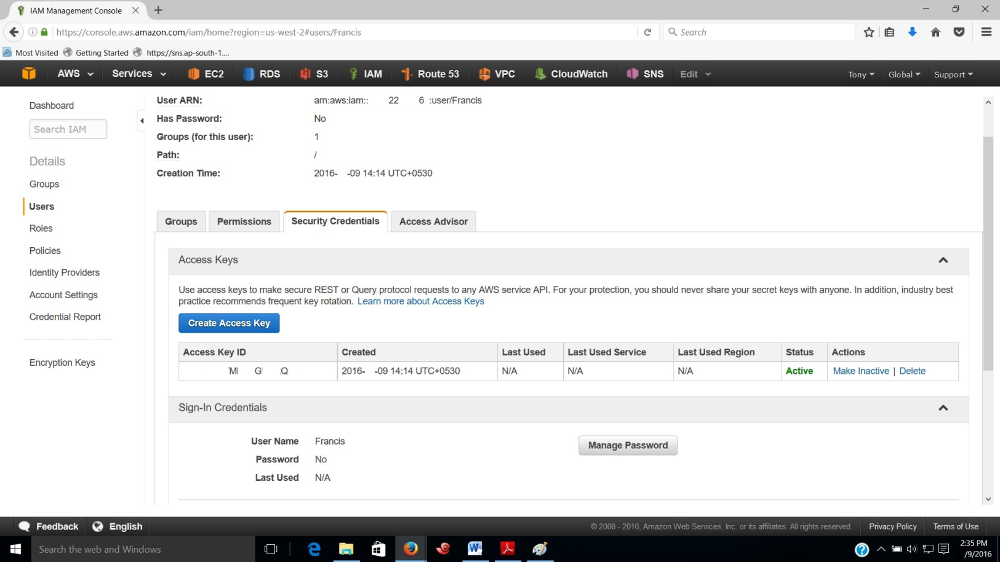 IAM Management Console
https://console.aws.amazon.com/iam/home?region=us-west-2#users/Francis
Search
Most Visited Getting Started https://sns.ap-south-1....
AWS Services EC2 RDS S3 IAM Route 53 VPC CloudWatch SNS Edit Tony Global Support
Dashboard
Search IAM
Details
Groups
Users
Roles
Policies
Identity Providers
Account Settings
Credential Report
Encryption Keys
User ARN: arn:aws:iam:: 22 6 :user/Francis
Has Password: No
Groups (for this user): 1
Path: /
Creation Time: 2016- -09 14:14 UTC+0530
Groups Permissions Security Credentials Access Advisor
Access Keys
Use access keys to make secure REST or Query protocol requests to any AWS service API. For your protection, you should never share your secret keys with anyone. In addition, industry best
practice recommends frequent key rotation. Learn more about Access Keys
Create Access Key
Access Key ID Created Last Used Last Used Service Last Used Region Status Actions
2016- -09 14:14 UTC+0530 N/A N/A N/A Active Make Inactive | Delete
Sign-In Credentials
User Name Francis
Manage Password
Password No
Last Used N/A
Feedback English © 2008 - 2016, Amazon Web Services, Inc. or its affiliates. All rights reserved. Privacy Policy Terms of Use
Search the web and Windows
2:35 PM
/9/2016